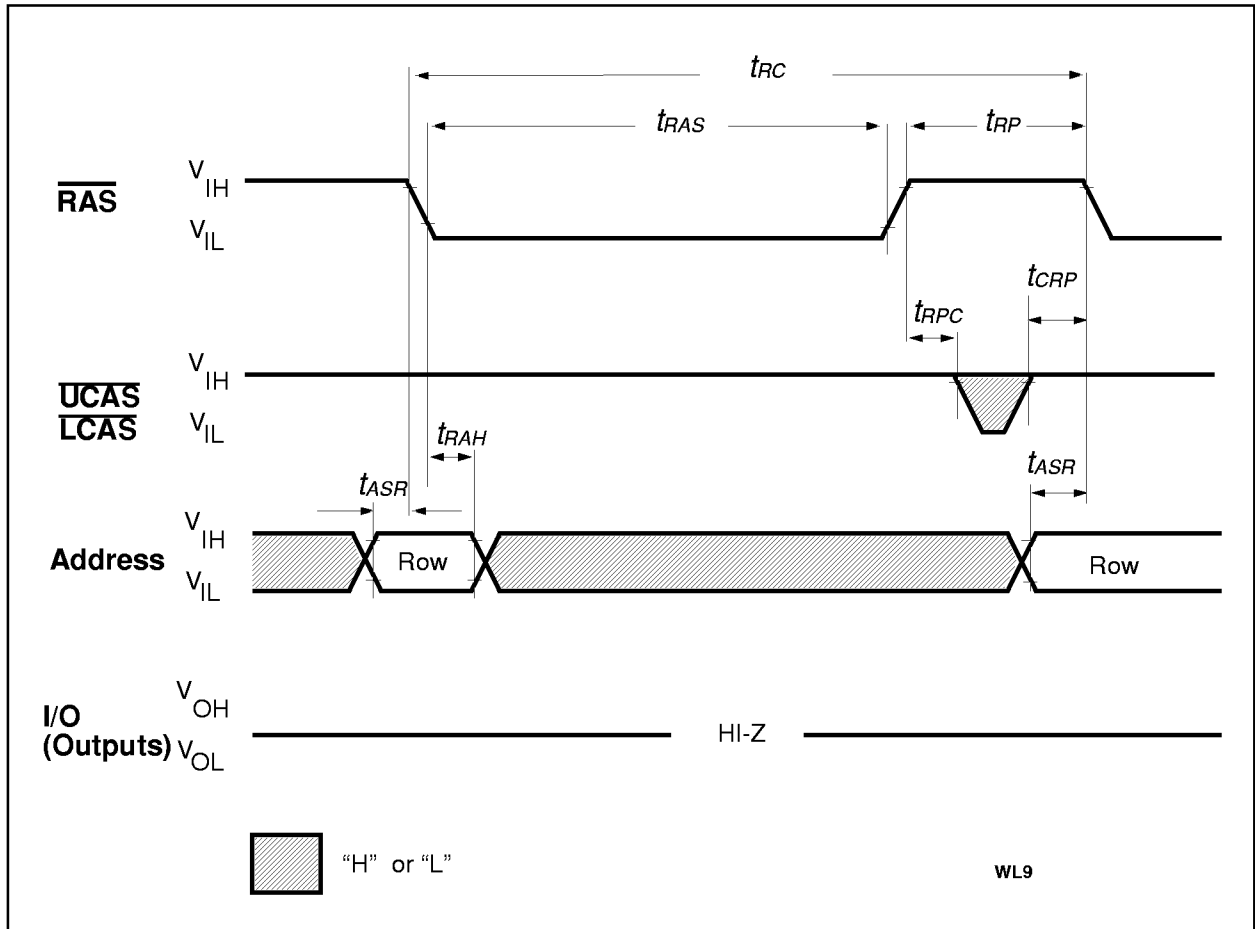 tRC
tRAS
tRP
RAS
VIH
VIL
tCRP
tRPC
UCAS
LCAS
VIH
VIL
tRAH
tASR
tASR
Address
VIH
VIL
Row
Row
I/O
(Outputs)
VOH
VOL
HI-Z
“H” or “L”
WL9